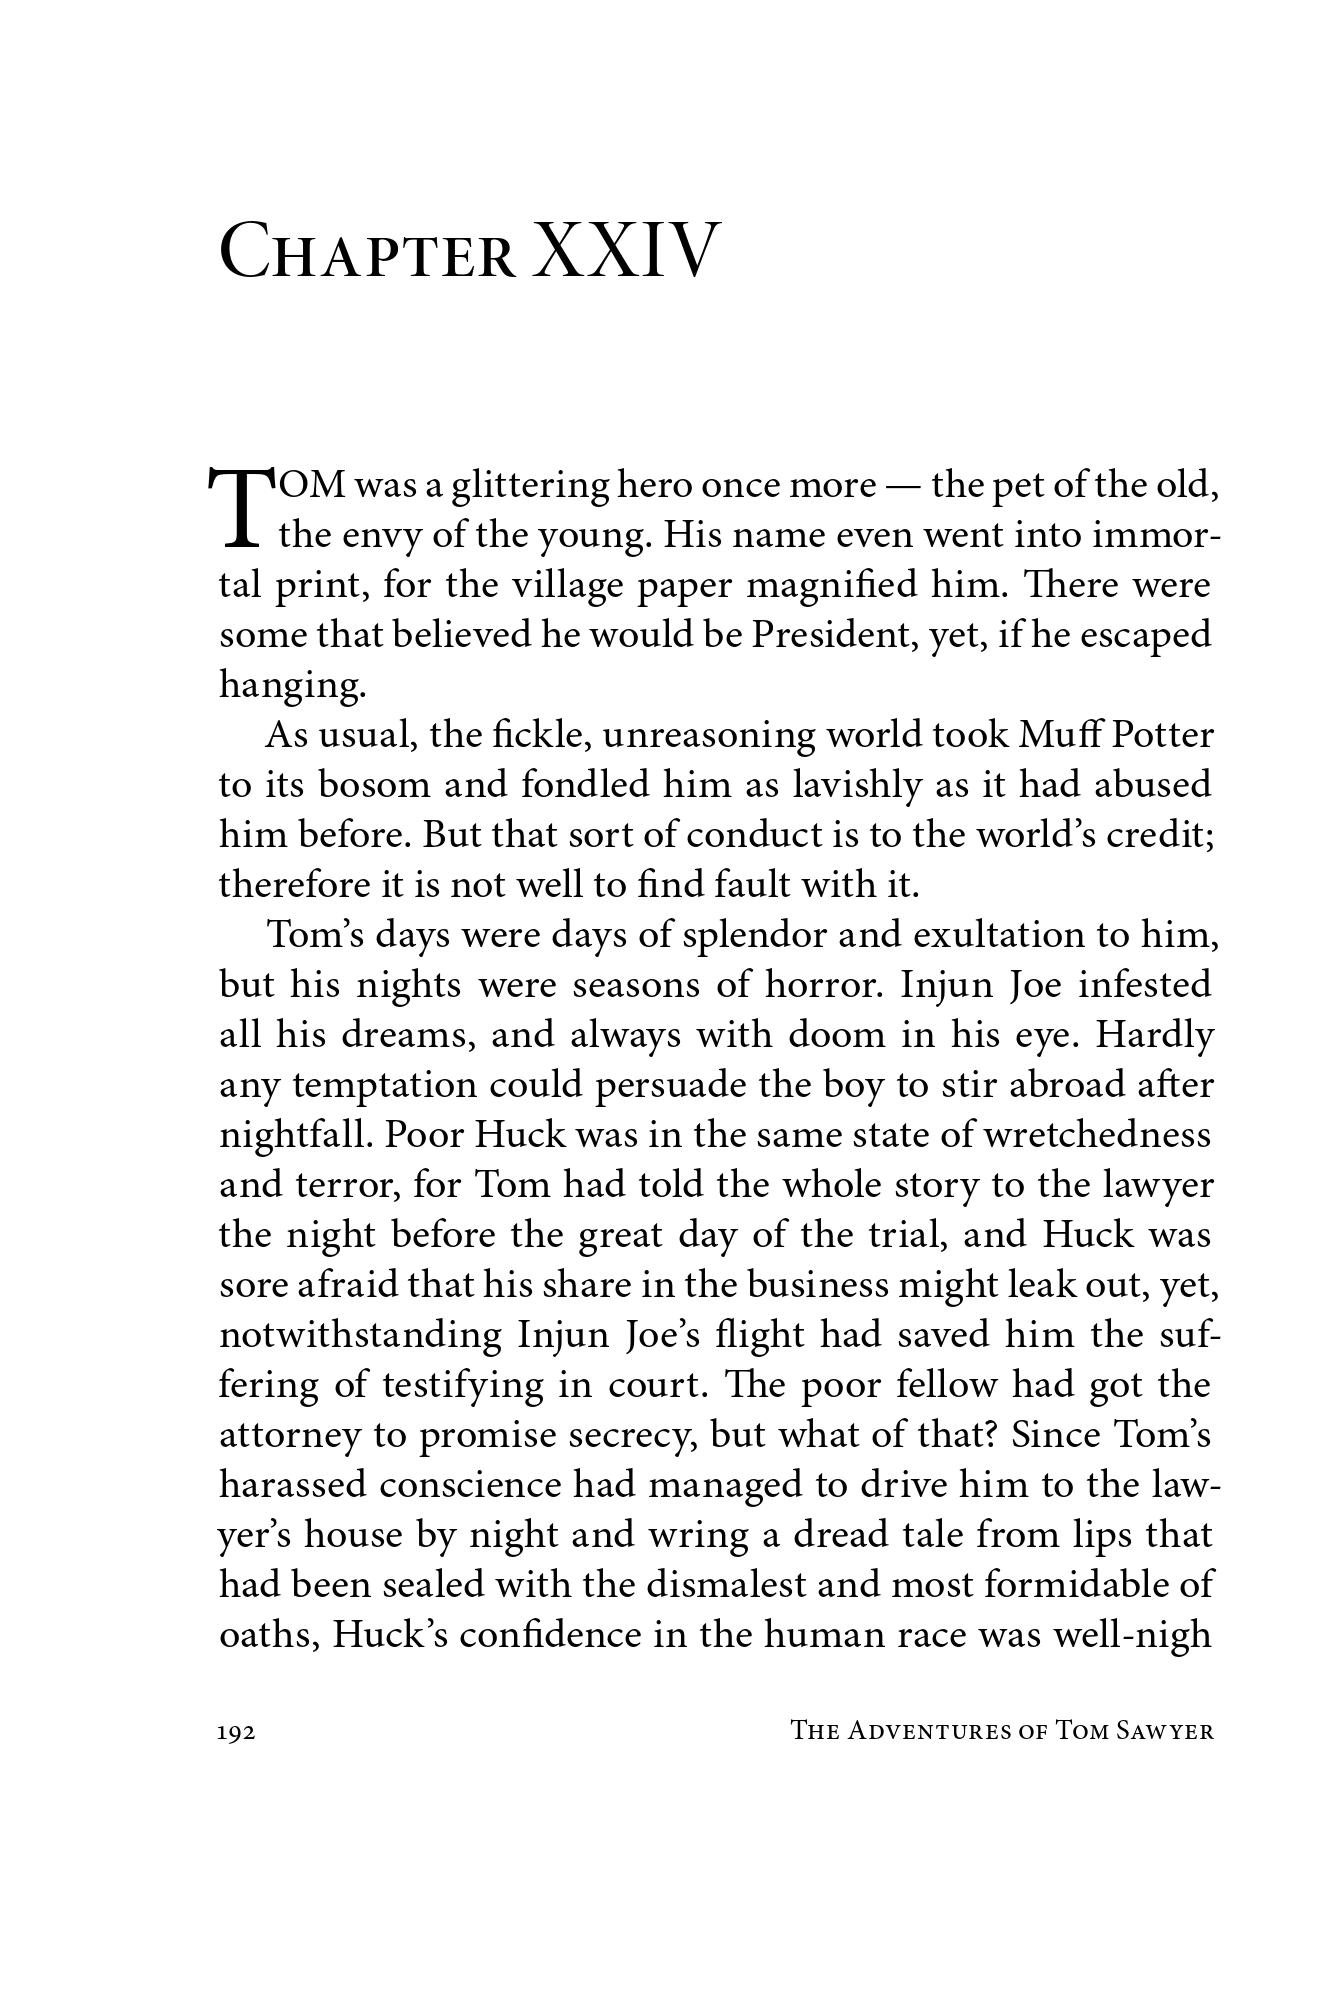 Chapter XXIV
TOM was a glittering hero once more — the pet of the old,
the envy of the young. His name even went into immor-
tal print, for the village paper magnified him. There were
some that believed he would be President, yet, if he escaped
hanging.
As usual, the fickle, unreasoning world took Muff Potter
to its bosom and fondled him as lavishly as it had abused
him before. But that sort of conduct is to the world’s credit;
therefore it is not well to find fault with it.
Tom’s days were days of splendor and exultation to him,
but his nights were seasons of horror. Injun Joe infested
all his dreams, and always with doom in his eye. Hardly
any temptation could persuade the boy to stir abroad after
nightfall. Poor Huck was in the same state of wretchedness
and terror, for Tom had told the whole story to the lawyer
the night before the great day of the trial, and Huck was
sore afraid that his share in the business might leak out, yet,
notwithstanding Injun Joe’s flight had saved him the suf-
fering of testifying in court. The poor fellow had got the
attorney to promise secrecy, but what of that? Since Tom’s
harassed conscience had managed to drive him to the law-
yer’s house by night and wring a dread tale from lips that
had been sealed with the dismalest and most formidable of
oaths, Huck’s confidence in the human race was well-nigh
192 The Adventures of Tom Sawyer